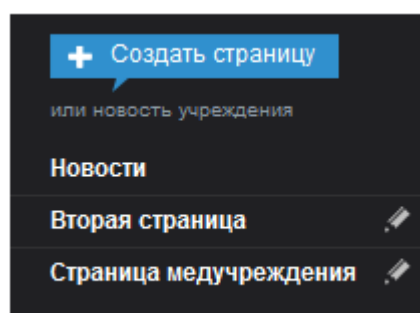 Создать страницу
или новость учреждения
Новости
Вторая страница
Страница медучреждения